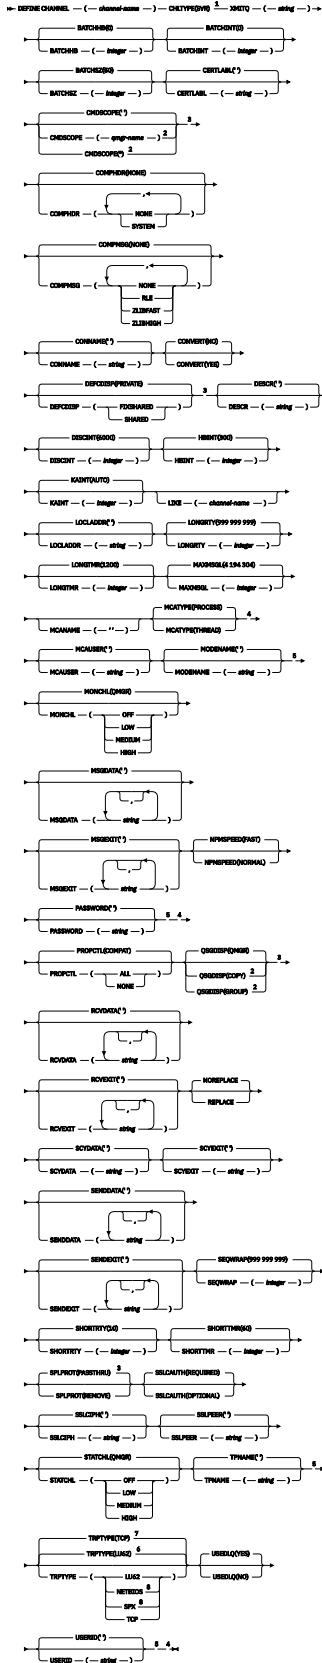 DEFINE CHANNEL ( channel-name ) CHLTYPE(SVR) 1 XMITQ ( string )
BATCHHB(0) BATCHINT(0)
BATCHHB ( integer ) BATCHINT ( integer )
BATCHSZ(50) CERTLABL(' ')
BATCHSZ ( integer ) CERTLABL ( string )
CMDSCOPE(' ') 3
CMDSCOPE ( qmgr-name ) 2
CMDSCOPE(*) 2
COMPHDR(NONE)
,
COMPHDR ( NONE )
SYSTEM
COMPMSG(NONE)
,
COMPMSG ( NONE )
RLE
ZLIBFAST
ZLIBHIGH
CONNAME(' ') CONVERT(NO)
CONNAME ( string ) CONVERT(YES)
DEFCDISP(PRIVATE) 3 DESCR(' ')
DEFCDISP ( FIXSHARED ) DESCR ( string )
SHARED
DISCINT(6000) HBINT(300)
DISCINT ( integer ) HBINT ( integer )
KAINT(AUTO)
KAINT ( integer ) LIKE ( channel-name )
LOCLADDR(' ') LONGRTY(999 999 999)
LOCLADDR ( string ) LONGRTY ( integer )
LONGTMR(1200) MAXMSGL(4 194 304)
LONGTMR ( integer ) MAXMSGL ( integer )
MCATYPE(PROCESS) 4
MCANAME ( ' ' ) MCATYPE(THREAD)
MCAUSER(' ') MODENAME(' ') 5
MCAUSER ( string ) MODENAME ( string )
MONCHL(QMGR)
MONCHL ( OFF )
LOW
MEDIUM
HIGH
MSGDATA(' ')
,
MSGDATA ( string )
MSGEXIT(' ') NPMSPEED(FAST)
, NPMSPEED(NORMAL)
MSGEXIT ( string )
PASSWORD(' ') 5 4
PASSWORD ( string )
PROPCTL(COMPAT) QSGDISP(QMGR) 3
PROPCTL ( ALL ) QSGDISP(COPY) 2
NONE QSGDISP(GROUP) 2
RCVDATA(' ')
,
RCVDATA ( string )
RCVEXIT(' ') NOREPLACE
, REPLACE
RCVEXIT ( string )
SCYDATA(' ') SCYEXIT(' ')
SCYDATA ( string ) SCYEXIT ( string )
SENDDATA(' ')
,
SENDDATA ( string )
SENDEXIT(' ') SEQWRAP(999 999 999)
, SEQWRAP ( integer )
SENDEXIT ( string )
SHORTRTY(10) SHORTTMR(60)
SHORTRTY ( integer ) SHORTTMR ( integer )
SPLPROT(PASSTHRU) 3 SSLCAUTH(REQUIRED)
SPLPROT(REMOVE) SSLCAUTH(OPTIONAL)
SSLCIPH(' ') SSLPEER(' ')
SSLCIPH ( string ) SSLPEER ( string )
STATCHL(QMGR) TPNAME(' ') 5
STATCHL ( OFF ) TPNAME ( string )
LOW
MEDIUM
HIGH
TRPTYPE(TCP) 7
TRPTYPE(LU62) 6 USEDLQ(YES)
TRPTYPE ( LU62 ) USEDLQ(NO)
NETBIOS 8
SPX 8
TCP
USERID(' ') 5 4
USERID ( string )